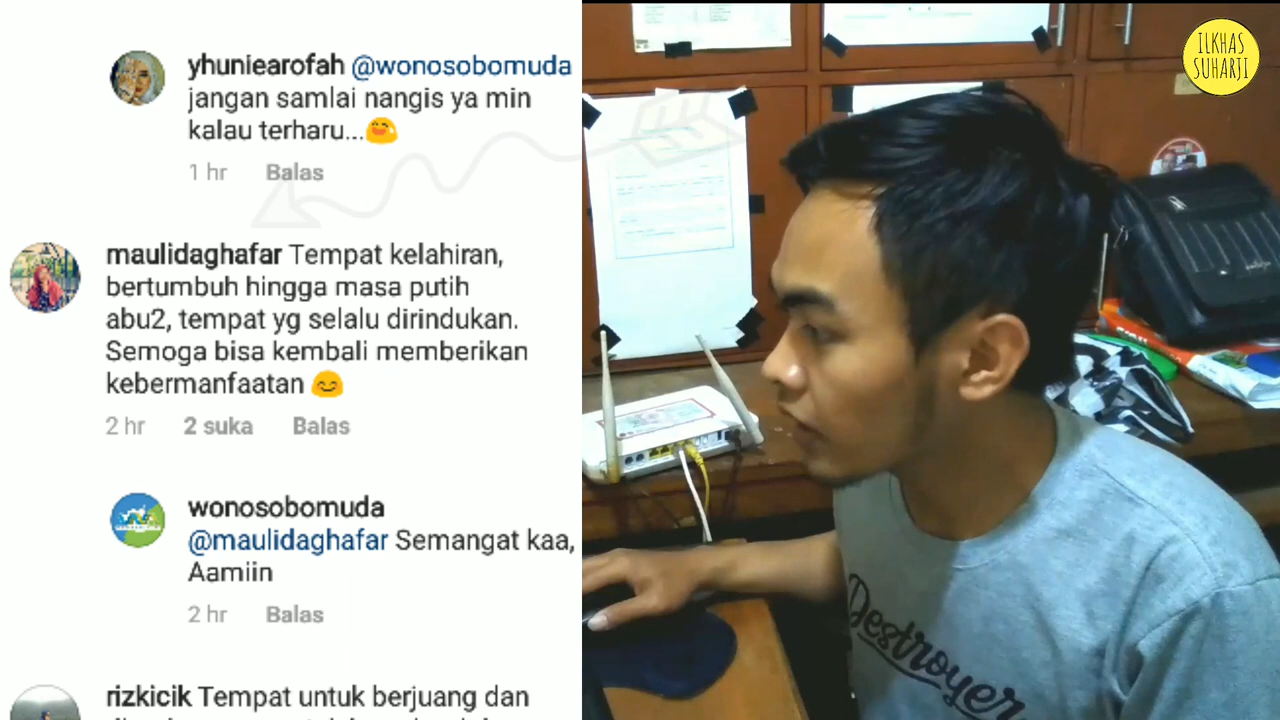 yhuniearofah @wonosobomuda
jangan samlai nangis ya min
kalau terharu...
1 hr Balas
maulidaghafar Tempat kelahiran,
bertumbuh hingga masa putih
abu2, tempat yg selalu dirindukan.
Semoga bisa kembali memberikan
kebermanfaatan
2 hr 2 suka Balas
wonosobomuda
@maulidaghafar Semangat kaa,
Aamiin
2 hr Balas
rizkicik Tempat untuk berjuang dan
ILKHAS
SUHARJI
Destroyer